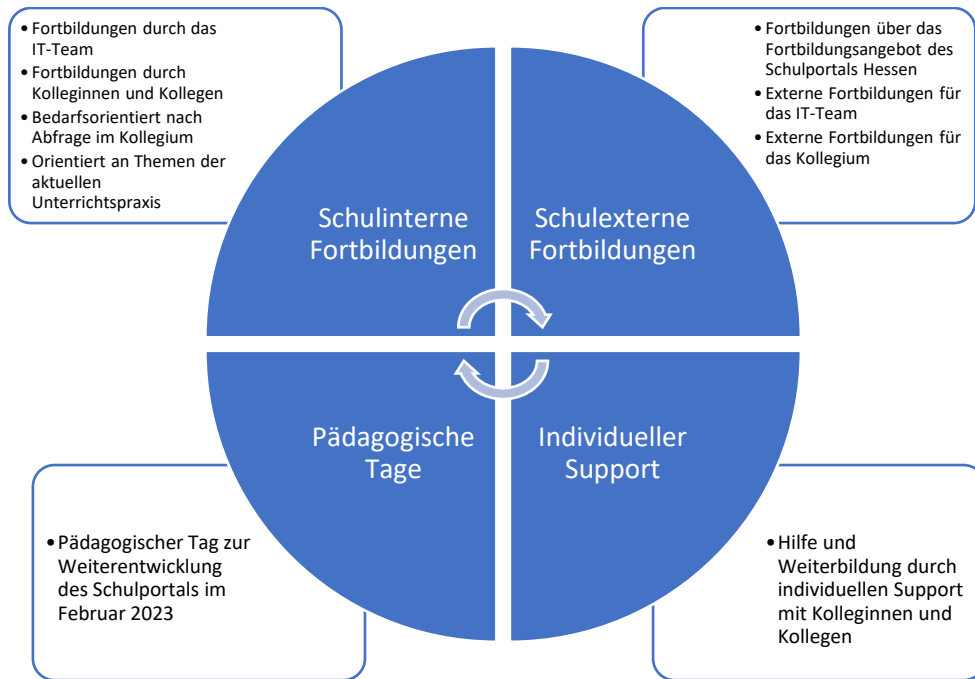 • Fortbildungen durch das
IT-Team
• Fortbildungen durch
Kolleginnen und Kollegen
• Bedarfsorientiert nach
Abfrage im Kollegium
• Orientiert an Themen der
aktuellen
Unterrichtspraxis
• Fortbildungen über das
Fortbildungsangebot des
Schulportals Hessen
• Externe Fortbildungen für
das IT-Team
• Externe Fortbildungen für
das Kollegium
Schulinterne
Fortbildungen
Schulexterne
Fortbildungen
Pädagogische
Tage
Individueller
Support
• Pädagogischer Tag zur
Weiterentwicklung
des Schulportals im
Februar 2023
• Hilfe und
Weiterbildung durch
individuellen Support
mit Kolleginnen und
Kollegen